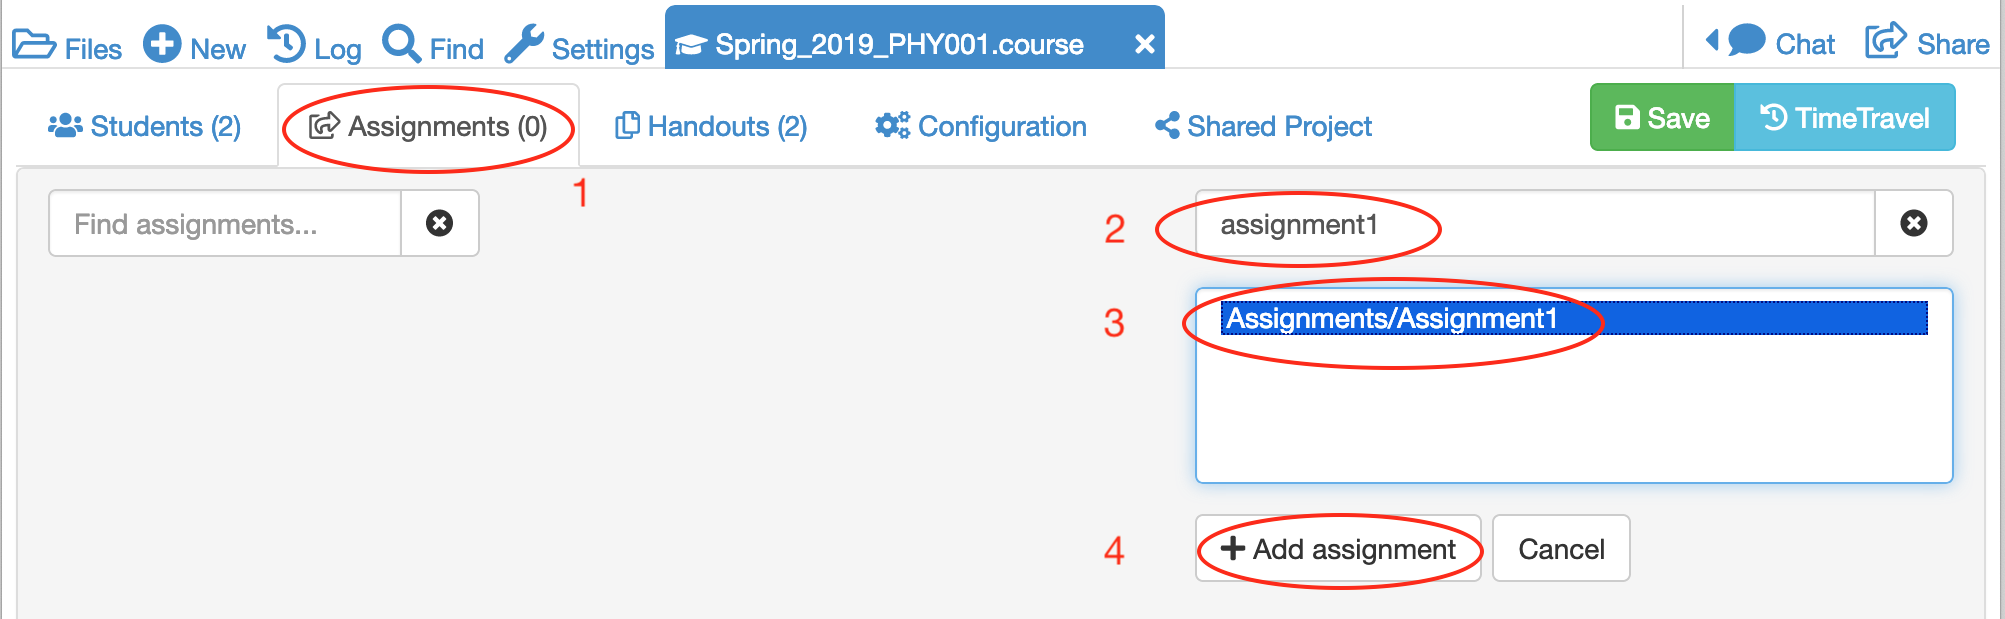 Files New Log Find Settings Spring_2019_PHY001.course Chat Share
Students (2) Assignments (0) Handouts (2) Configuration Shared Project Save TimeTravel
1
Find assignments...
2 assignment1
3 Assignments/Assignment1
4 Add assignment Cancel